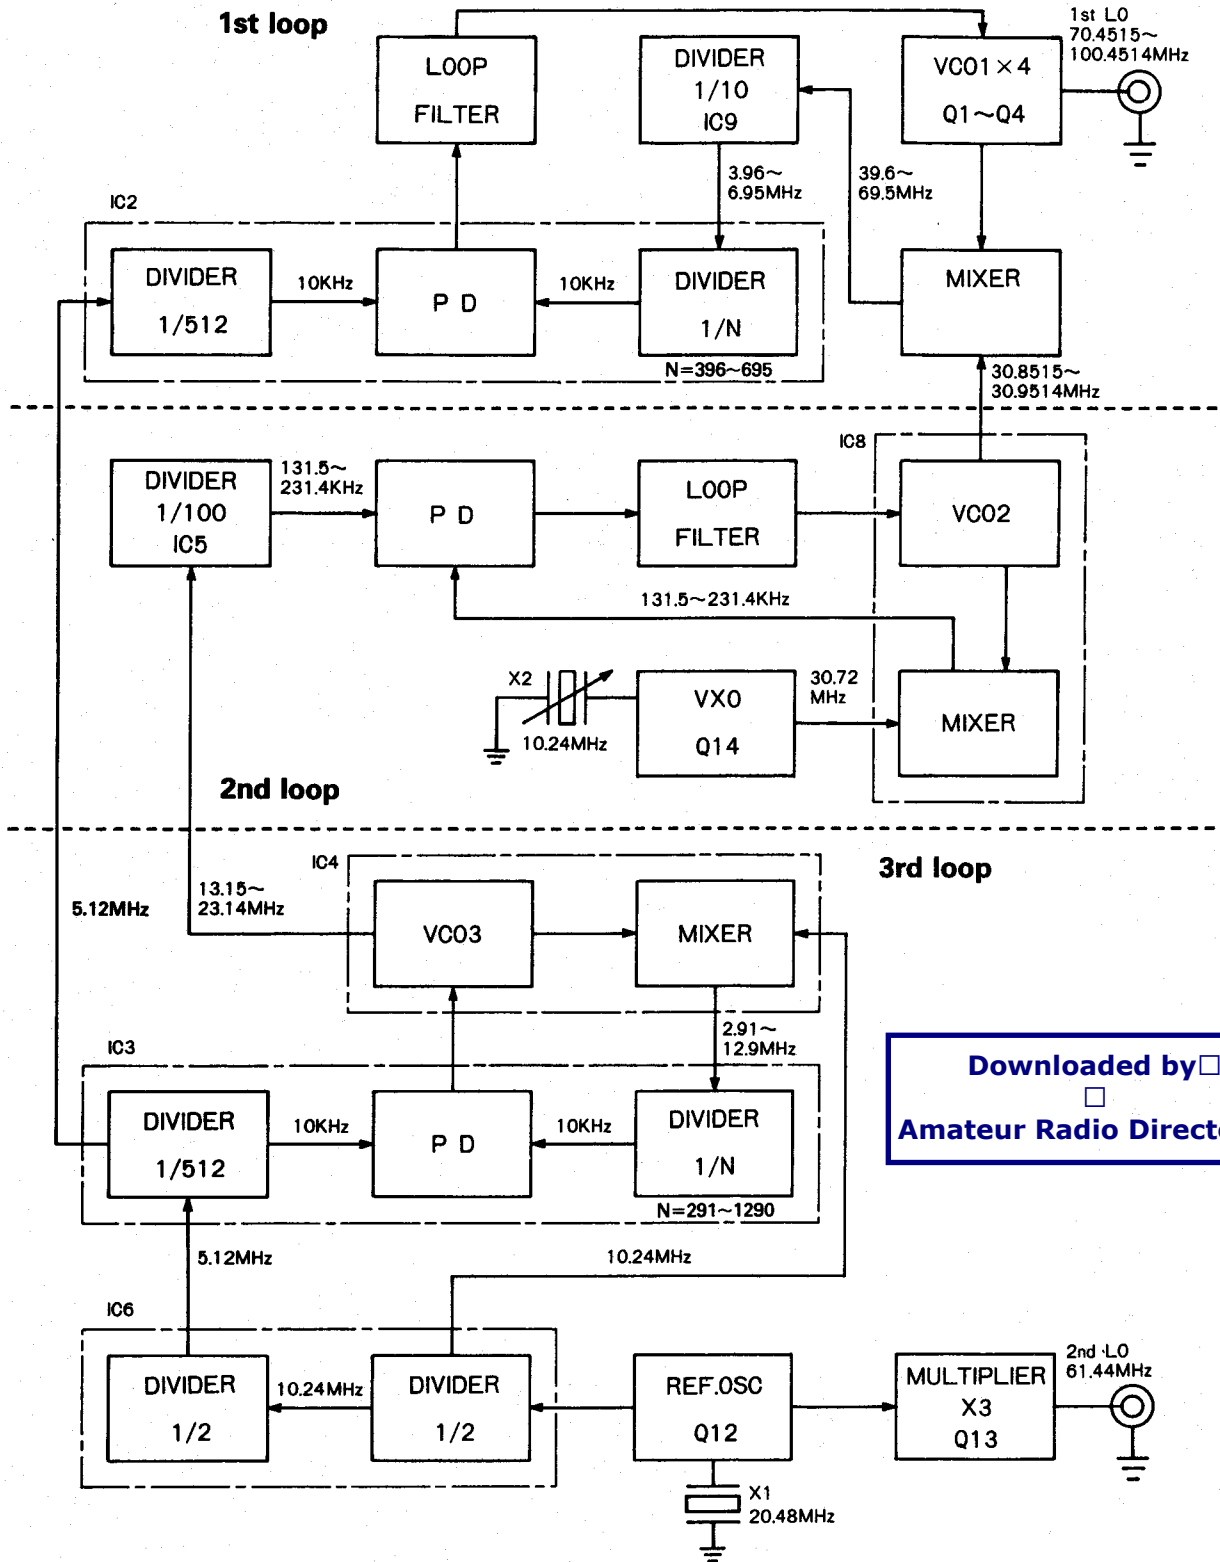 1st loop
1st LO
70.4515~
100.4514MHz
LOOP
FILTER
DIVIDER
1/10
IC9
VCO1×4
Q1~Q4
3.96~
6.95MHz
39.6~
69.5MHz
IC2
DIVIDER
1/512
10KHz
P D
10KHz
DIVIDER
1/N
MIXER
N=396~695
30.8515~
30.9514MHz
IC8
DIVIDER
1/100
IC5
131.5~
231.4KHz
P D
LOOP
FILTER
VCO2
131.5~231.4KHz
X2
10.24MHz
VXO
Q14
30.72
MHz
MIXER
2nd loop
3rd loop
IC4
5.12MHz
13.15~
23.14MHz
VCO3
MIXER
2.91~
12.9MHz
IC3
DIVIDER
1/512
10KHz
P D
10KHz
DIVIDER
1/N
N=291~1290
Downloaded by□
□
Amateur Radio Direct
5.12MHz
10.24MHz
IC6
DIVIDER
1/2
10.24MHz
DIVIDER
1/2
REF.OSC
Q12
MULTIPLIER
X3
Q13
2nd LO
61.44MHz
X1
20.48MHz